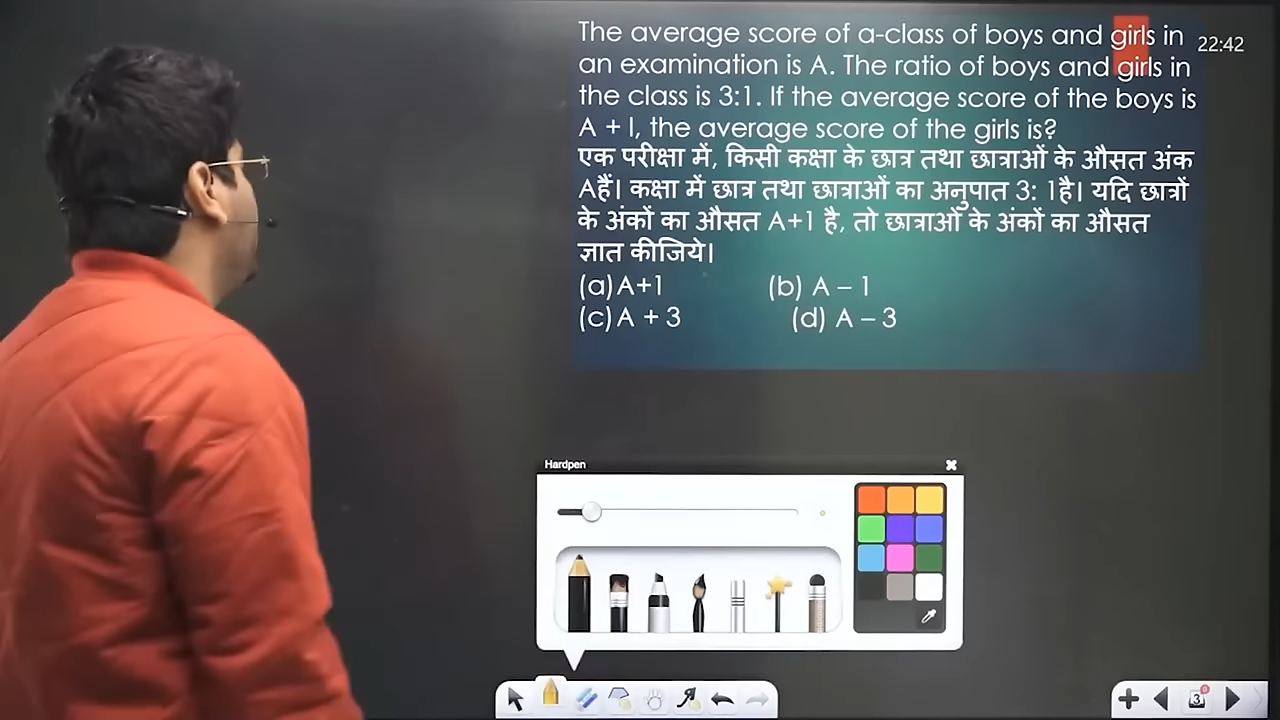 The average score of a-class of boys and girls in
22:42
an examination is A. The ratio of boys and girls in
the class is 3:1. If the average score of the boys is
A + I, the average score of the girls is?
एक परीक्षा में, किसी कक्षा के छात्र तथा छात्राओं के औसत अंक
Aहैं। कक्षा में छात्र तथा छात्राओं का अनुपात 3: 1है। यदि छात्रों
के अंकों का औसत A+1 है, तो छात्राओं के अंकों का औसत
ज्ञात कीजिये।
(a)A+1 (b) A – 1
(c)A + 3 (d) A – 3
Hardpen
3